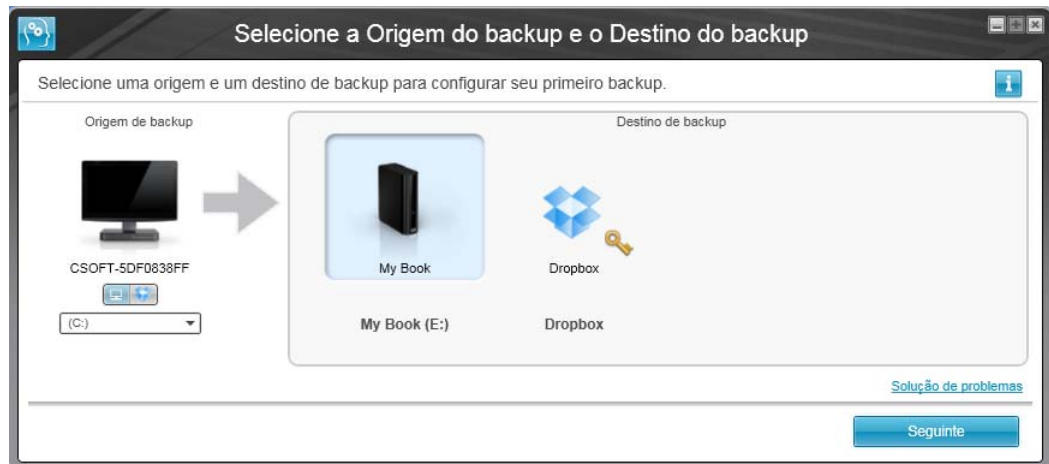 Selecione a Origem do backup e o Destino do backup
Selecione uma origem e um destino de backup para configurar seu primeiro backup.
Origem de backup
Destino de backup
CSOFT-5DF0838FF
My Book
Dropbox
(C:)
My Book (E:)
Dropbox
Solução de problemas
Seguinte